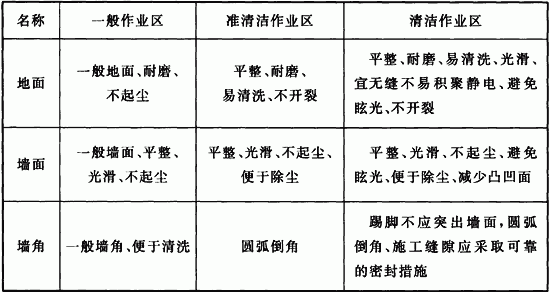 名称 一般作业区 准清洁作业区 清洁作业区
地面 一般地面、耐磨、不起尘 平整、耐磨、易清洗、不开裂 平整、耐磨、易清洗、光滑、宜无缝不易积聚静电、避免眩光、不开裂
墙面 一般墙面、平整、光滑、不起尘 平整、光滑、不起尘、便于除尘 平整、光滑、不起尘、避免眩光、便于除尘、减少凸凹面
墙角 一般墙角、便于清洗 圆弧倒角 踢脚不应突出墙面,圆弧倒角、施工缝隙应采取可靠的密封措施